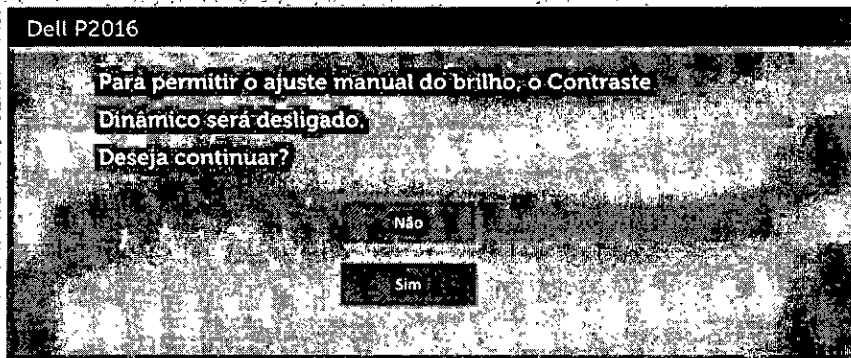 Dell P2016
Para permitir o ajuste manual do brilho, o Contraste
Dinâmico será desligado.
Deseja continuar?
Não
Sim